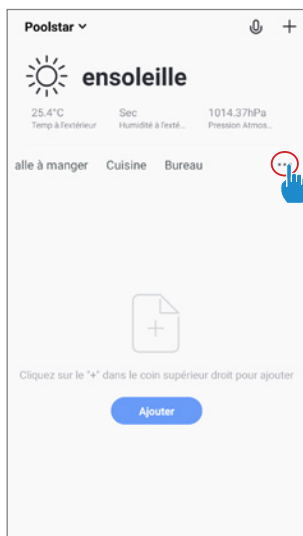 Poolstar
ensoleille
25.4°C Sec 1014.37hPa
Temp à l'extérieur Humidité à l'exté... Pression Atmos...
alle à manger Cuisine Bureau ...
Cliquez sur le "+" dans le coin supérieur droit pour ajouter
Ajouter